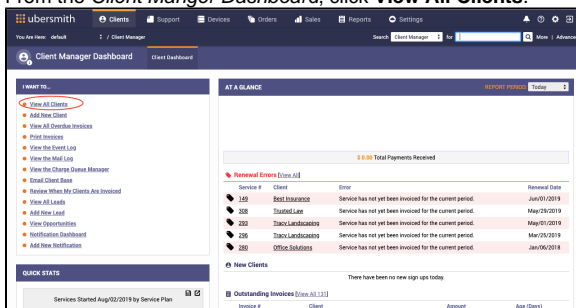 From the Client Manger Dashboard, click View All Clients.
ubersmith Clients Support Devices Orders Sales Reports Settings
You Are Here: default / Client Manager Search Client Manager for More | Advance
Client Manager Dashboard Client Dashboard
I WANT TO...
View All Clients
Add New Client
View All Overdue Invoices
Print Invoices
View the Event Log
View the Mail Log
View the Charge Queue Manager
Email Client Base
Review When My Clients Are Invoiced
View All Leads
Add New Lead
View Opportunities
Notification Dashboard
Add New Notification
QUICK STATS
Services Started Aug/02/2019 by Service Plan
AT A GLANCE REPORT PERIOD: Today
$ 0.00 Total Payments Received
Renewal Errors [View All]
Service # Client Error Renewal Date
149 Best Insurance Service has not yet been invoiced for the current period. Jun/01/2019
308 Trusted Law Service has not yet been invoiced for the current period. May/29/2019
293 Tracy Landscaping Service has not yet been invoiced for the current period. May/01/2019
296 Tracy Landscaping Service has not yet been invoiced for the current period. Mar/25/2019
280 Office Solutions Service has not yet been invoiced for the current period. Jan/06/2018
New Clients
There have been no new sign ups today.
Outstanding Invoices [View All 131]
Invoice # Client Amount Age (Days)